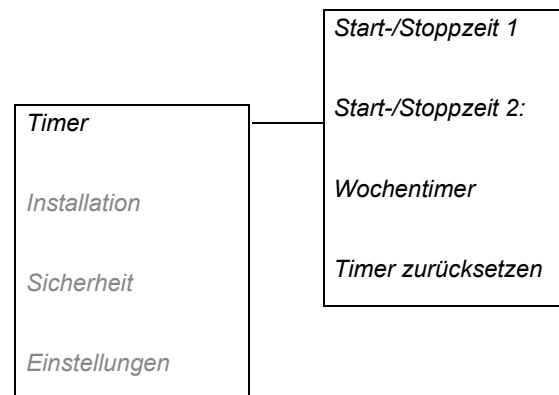 Timer
Installation
Sicherheit
Einstellungen
Start-/Stoppzeit 1
Start-/Stoppzeit 2:
Wochentimer
Timer zurücksetzen